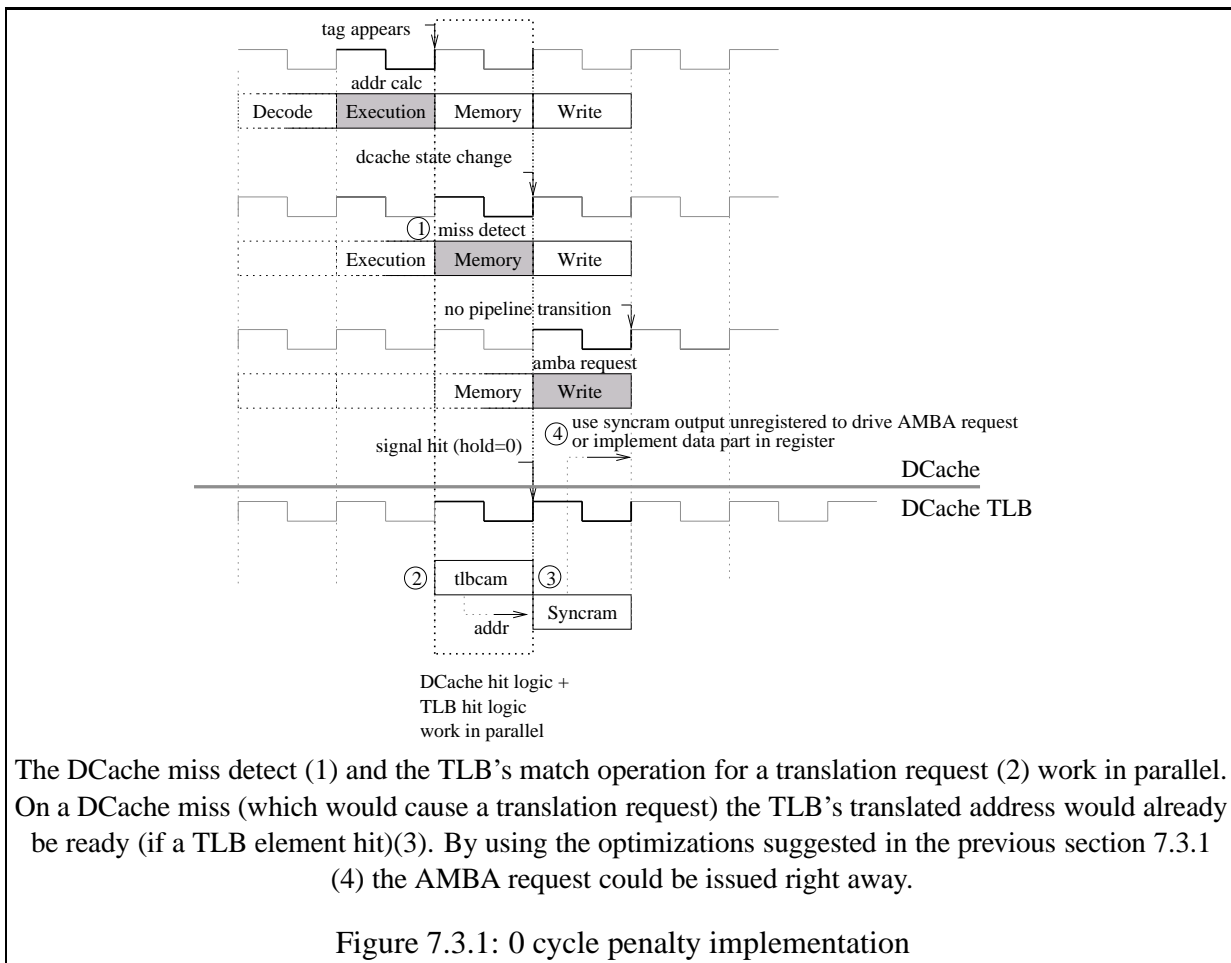 tag appears
addr calc
Decode
Execution
Memory
Write
dcache state change
1 miss detect
Execution
Memory
Write
no pipeline transition
amba request
Memory
Write
4 use syncram output unregistered to drive AMBA request
or implement data part in register
signal hit (hold=0)
DCache
DCache TLB
2
tlbcam
3
Syncram
addr
DCache hit logic +
TLB hit logic
work in parallel
The DCache miss detect (1) and the TLB's match operation for a translation request (2) work in parallel.
On a DCache miss (which would cause a translation request) the TLB's translated address would already
be ready (if a TLB element hit)(3). By using the optimizations suggested in the previous section 7.3.1
(4) the AMBA request could be issued right away.
Figure 7.3.1: 0 cycle penalty implementation